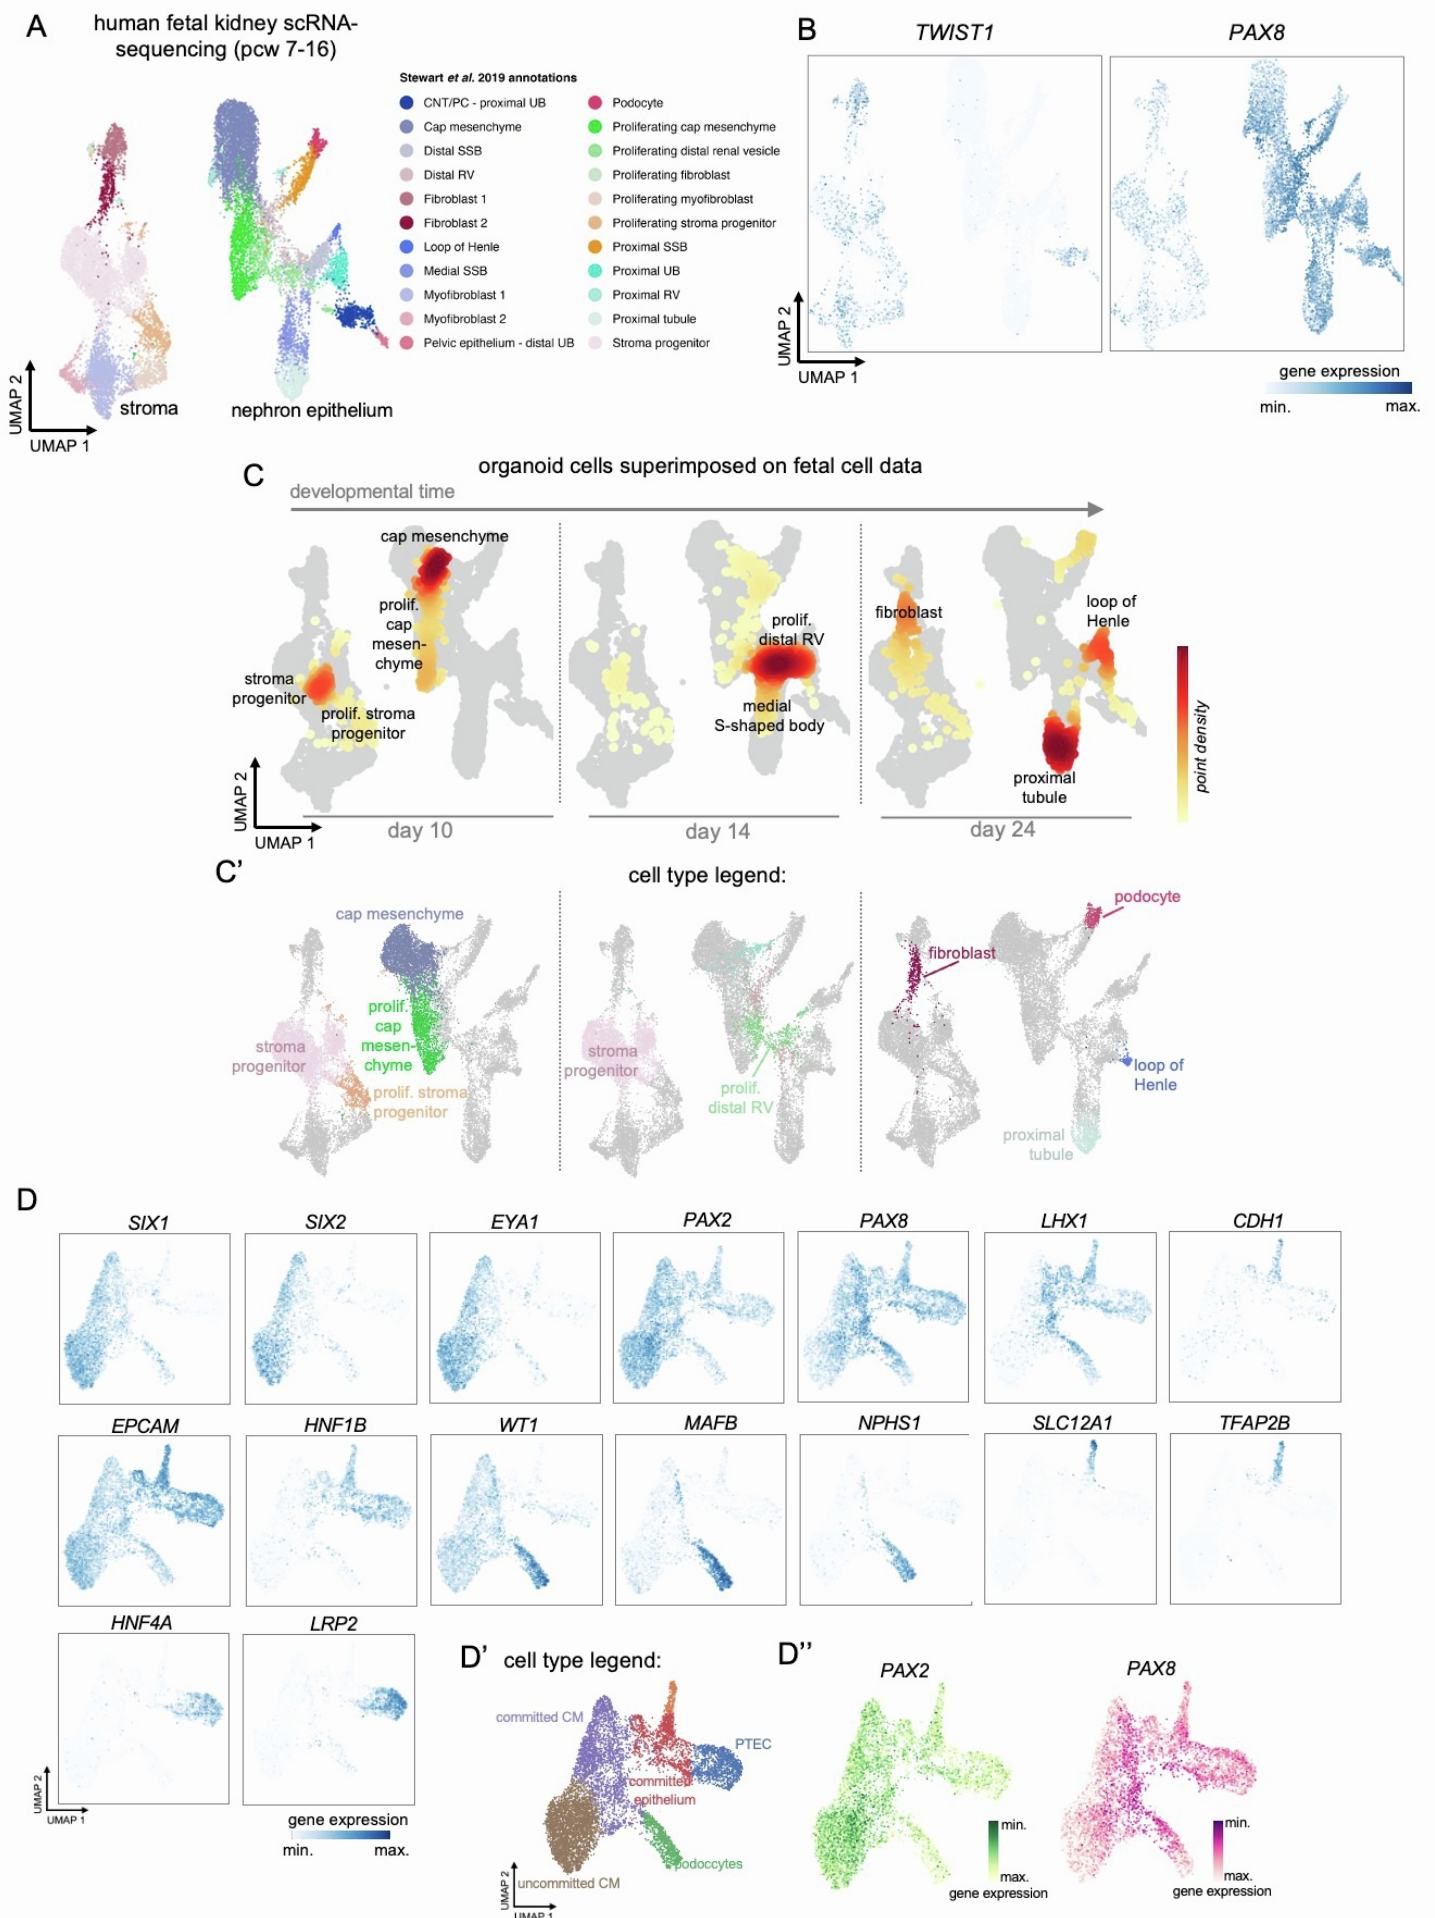 A
human fetal kidney scRNA-
sequencing (pcw 7-16)
Stewart et al. 2019 annotations
CNT/PC - proximal UB
Cap mesenchyme
Distal SSB
Distal RV
Fibroblast 1
Fibroblast 2
Loop of Henle
Medial SSB
Myofibroblast 1
Myofibroblast 2
Pelvic epithelium - distal UB
Podocyte
Proliferating cap mesenchyme
Proliferating distal renal vesicle
Proliferating fibroblast
Proliferating myofibroblast
Proliferating stroma progenitor
Proximal SSB
Proximal UB
Proximal RV
Proximal tubule
Stroma progenitor
stroma
nephron epithelium
UMAP 2
UMAP 1
B
TWIST1
PAX8
UMAP 2
UMAP 1
gene expression
min.
max.
C
organoid cells superimposed on fetal cell data
developmental time
cap mesenchyme
prolif.
cap
mesen-
chyme
stroma
progenitor
prolif. stroma
progenitor
prolif.
distal RV
medial
S-shaped body
fibroblast
loop of
Henle
proximal
tubule
point density
UMAP 2
UMAP 1
day 10
day 14
day 24
C'
cell type legend:
cap mesenchyme
prolif.
cap
mesen-
chyme
stroma
progenitor
prolif. stroma
progenitor
stroma
progenitor
prolif.
distal RV
podocyte
fibroblast
loop of
Henle
proximal
tubule
D
SIX1
SIX2
EYA1
PAX2
PAX8
LHX1
CDH1
EPCAM
HNF1B
WT1
MAFB
NPHS1
SLC12A1
TFAP2B
HNF4A
LRP2
UMAP 2
UMAP 1
gene expression
min.
max.
D'
cell type legend:
committed CM
PTEC
committed
epithelium
podoccytes
uncommitted CM
UMAP 2
UMAP 1
D''
PAX2
PAX8
min.
max.
gene expression
min.
max.
gene expression